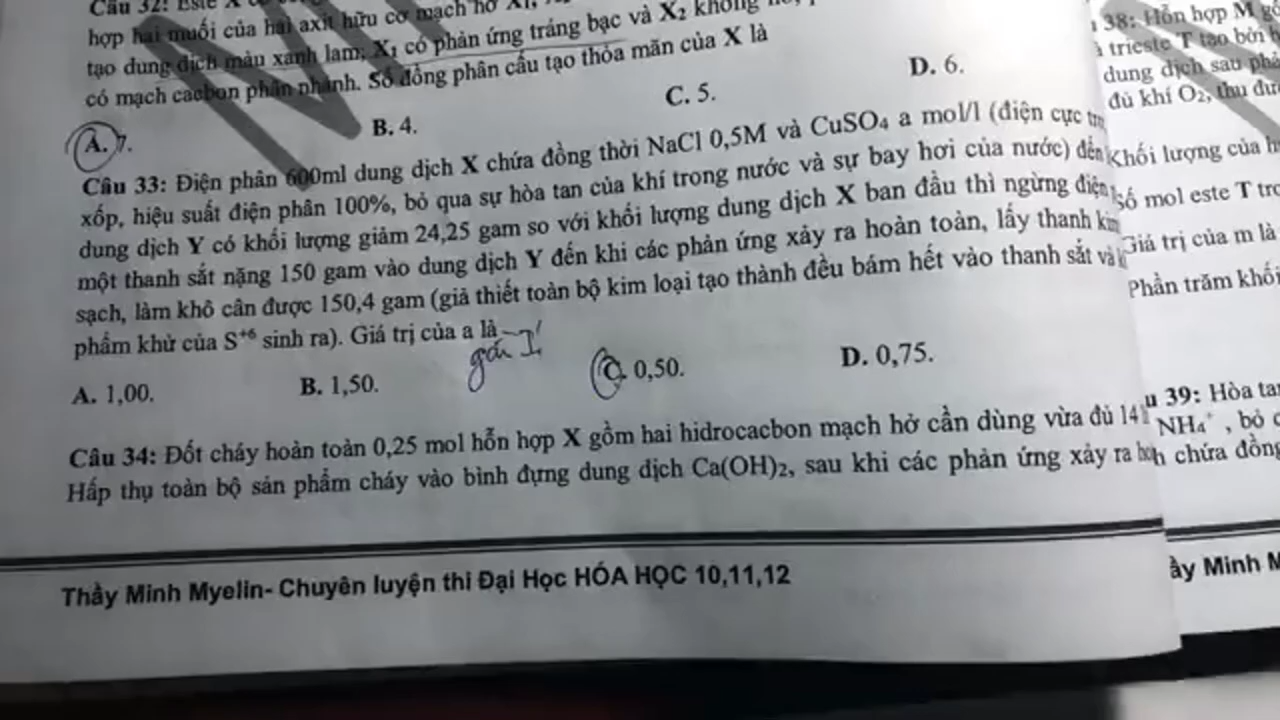 Câu 32: Este X
hợp hai muối của hai axit hữu cơ mạch hở X₁,
tạo dung dịch màu xanh lam; X₁ có phản ứng tráng bạc và X₂ không
có mạch cacbon phân nhánh. Số đồng phân cấu tạo thỏa mãn của X là
A. 7. B. 4. C. 5. D. 6.
Câu 33: Điện phân 600ml dung dịch X chứa đồng thời NaCl 0,5M và CuSO₄ a mol/l (điện cực
xốp, hiệu suất điện phân 100%, bỏ qua sự hòa tan của khí trong nước và sự bay hơi của nước) đến
dung dịch Y có khối lượng giảm 24,25 gam so với khối lượng dung dịch X ban đầu thì ngừng điện
một thanh sắt nặng 150 gam vào dung dịch Y đến khi các phản ứng xảy ra hoàn toàn, lấy thanh kim
sạch, làm khô cân được 150,4 gam (giả thiết toàn bộ kim loại tạo thành đều bám hết vào thanh sắt và
phẩm khử của S⁺⁶ sinh ra). Giá trị của a là
A. 1,00. B. 1,50. C. 0,50. D. 0,75.
Câu 34: Đốt cháy hoàn toàn 0,25 mol hỗn hợp X gồm hai hidrocacbon mạch hở cần dùng vừa đủ 14
Hấp thụ toàn bộ sản phẩm cháy vào bình đựng dung dịch Ca(OH)₂, sau khi các phản ứng xảy ra
Thầy Minh Myelin- Chuyên luyện thi Đại Học HÓA HỌC 10,11,12
38: Hỗn hợp M
trieste T tạo bởi
dung dịch sau
đủ khí O₂, thu
Khối lượng của
số mol este T
Giá trị của m là
Phần trăm khối
39: Hòa
NH₄⁺ , bỏ
chứa đồng
ầy Minh